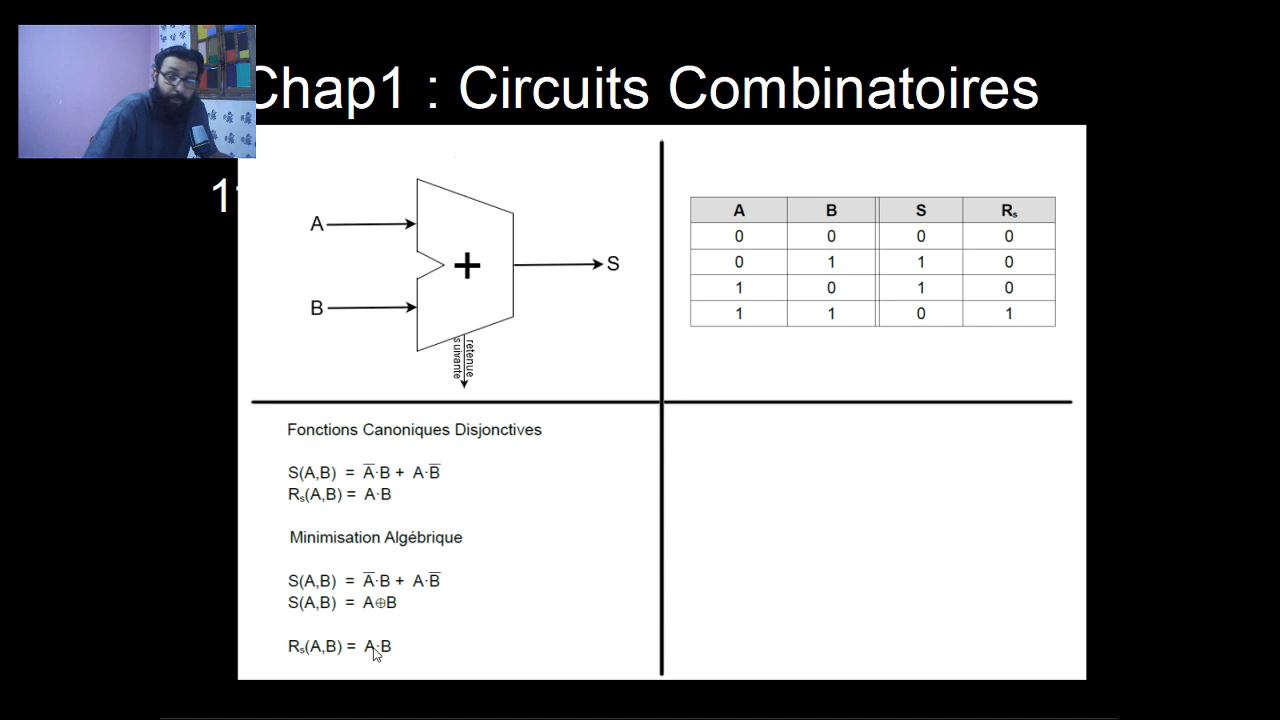 Chap1 : Circuits Combinatoires
1
A
B
+
S
retenue
suivante
A B S Rₛ
0 0 0 0
0 1 1 0
1 0 1 0
1 1 0 1
Fonctions Canoniques Disjonctives
S(A,B) = A̅·B + A·B̅
Rₛ(A,B) = A·B
Minimisation Algébrique
S(A,B) = A̅·B + A·B̅
S(A,B) = A⊕B
Rₛ(A,B) = A·B